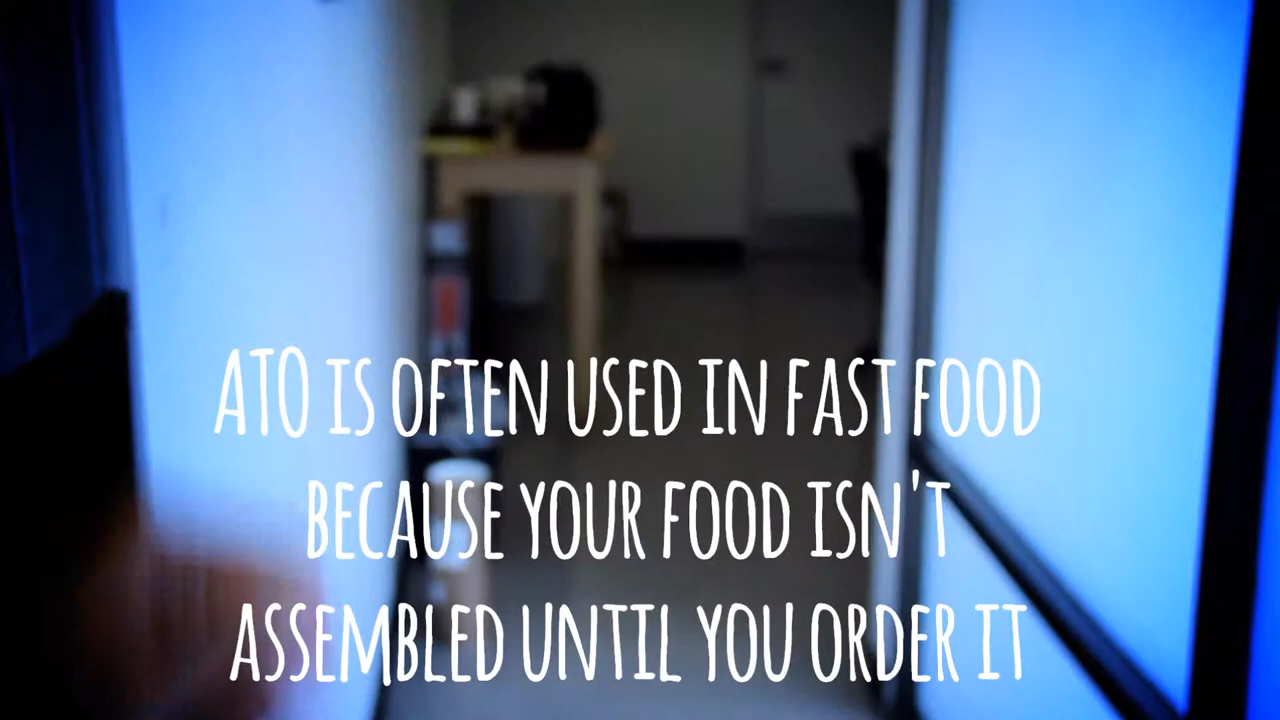 ATO IS OFTEN USED IN FAST FOOD
BECAUSE YOUR FOOD ISN'T
ASSEMBLED UNTIL YOU ORDER IT